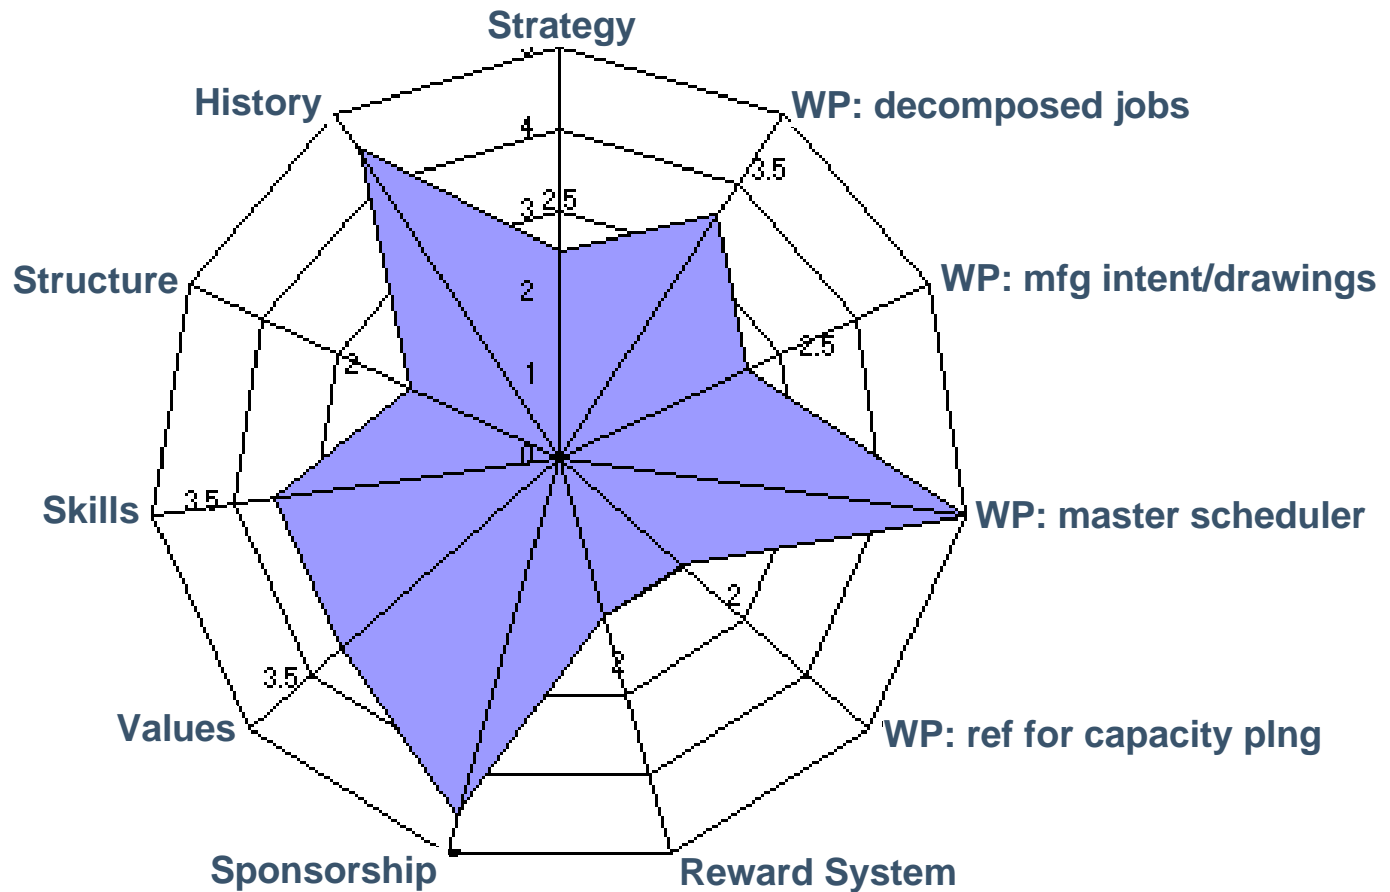 Strategy
5
History
WP: decomposed jobs
4
3.5
3
2.5
Structure
WP: mfg intent/drawings
2
2.5
2
1
0
Skills
3.5
WP: master scheduler
2
2
3.5
Values
WP: ref for capacity plng
Sponsorship
Reward System